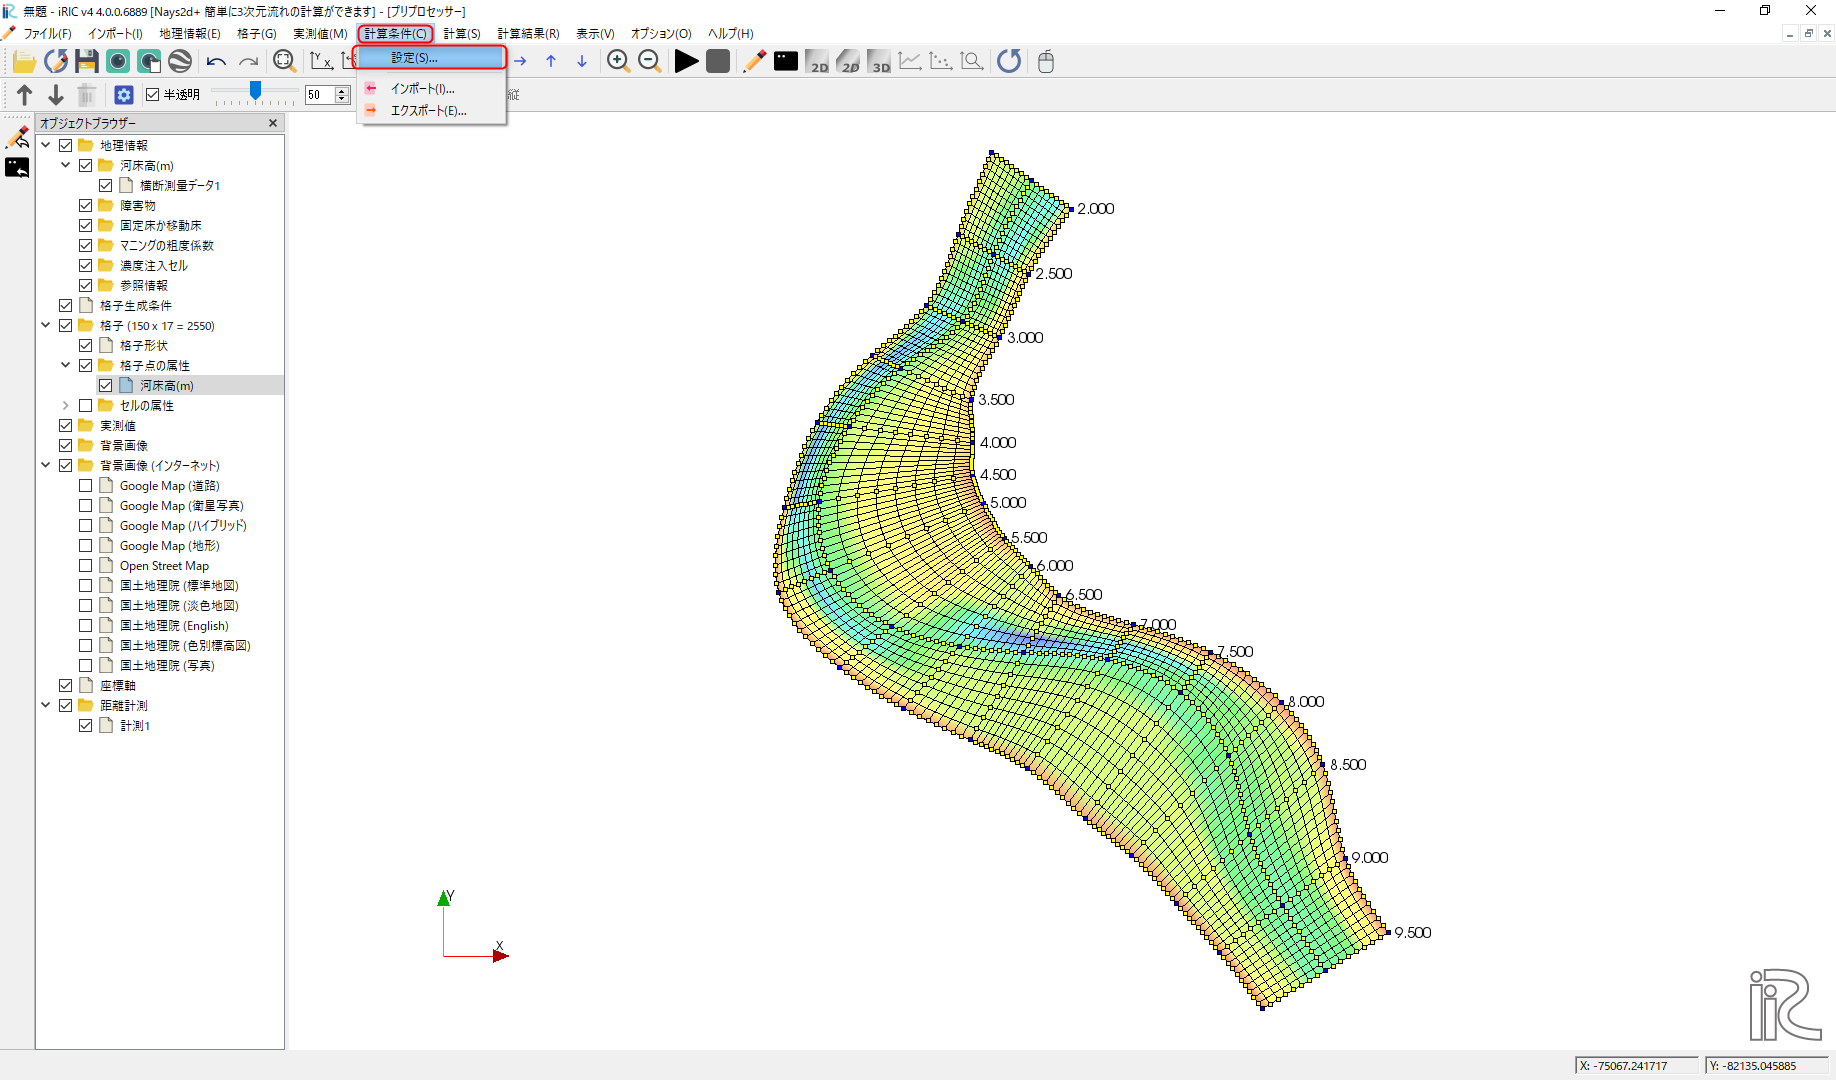 無題 - iRIC v4 4.0.0.6889 [Nays2d+ 簡単に3次元流れの計算ができます] - [プリプロセッサー]
ファイル(F) インポート(I) 地理情報(E) 格子(G) 実測値(M) 計算条件(C) 計算(S) 計算結果(R) 表示(V) オプション(O) ヘルプ(H)
設定(S)...
2D 2D 3D
インポート(I)...
エクスポート(E)...
半透明 50 縦
オブジェクトブラウザー
地理情報
河床高(m)
横断測量データ1
障害物
固定床か移動床
マニングの粗度係数
濃度注入セル
参照情報
格子生成条件
格子 (150 x 17 = 2550)
格子形状
格子点の属性
河床高(m)
セルの属性
実測値
背景画像
背景画像 (インターネット)
Google Map (道路)
Google Map (衛星写真)
Google Map (ハイブリッド)
Google Map (地形)
Open Street Map
国土地理院 (標準地図)
国土地理院 (淡色地図)
国土地理院 (English)
国土地理院 (色別標高図)
国土地理院 (写真)
座標軸
距離計測
計測1
2.000
2.500
3.000
3.500
4.000
4.500
5.000
5.500
6.000
6.500
7.000
7.500
8.000
8.500
9.000
9.500
Y
X
iRIC
X: -75067.241717 Y: -82135.045885